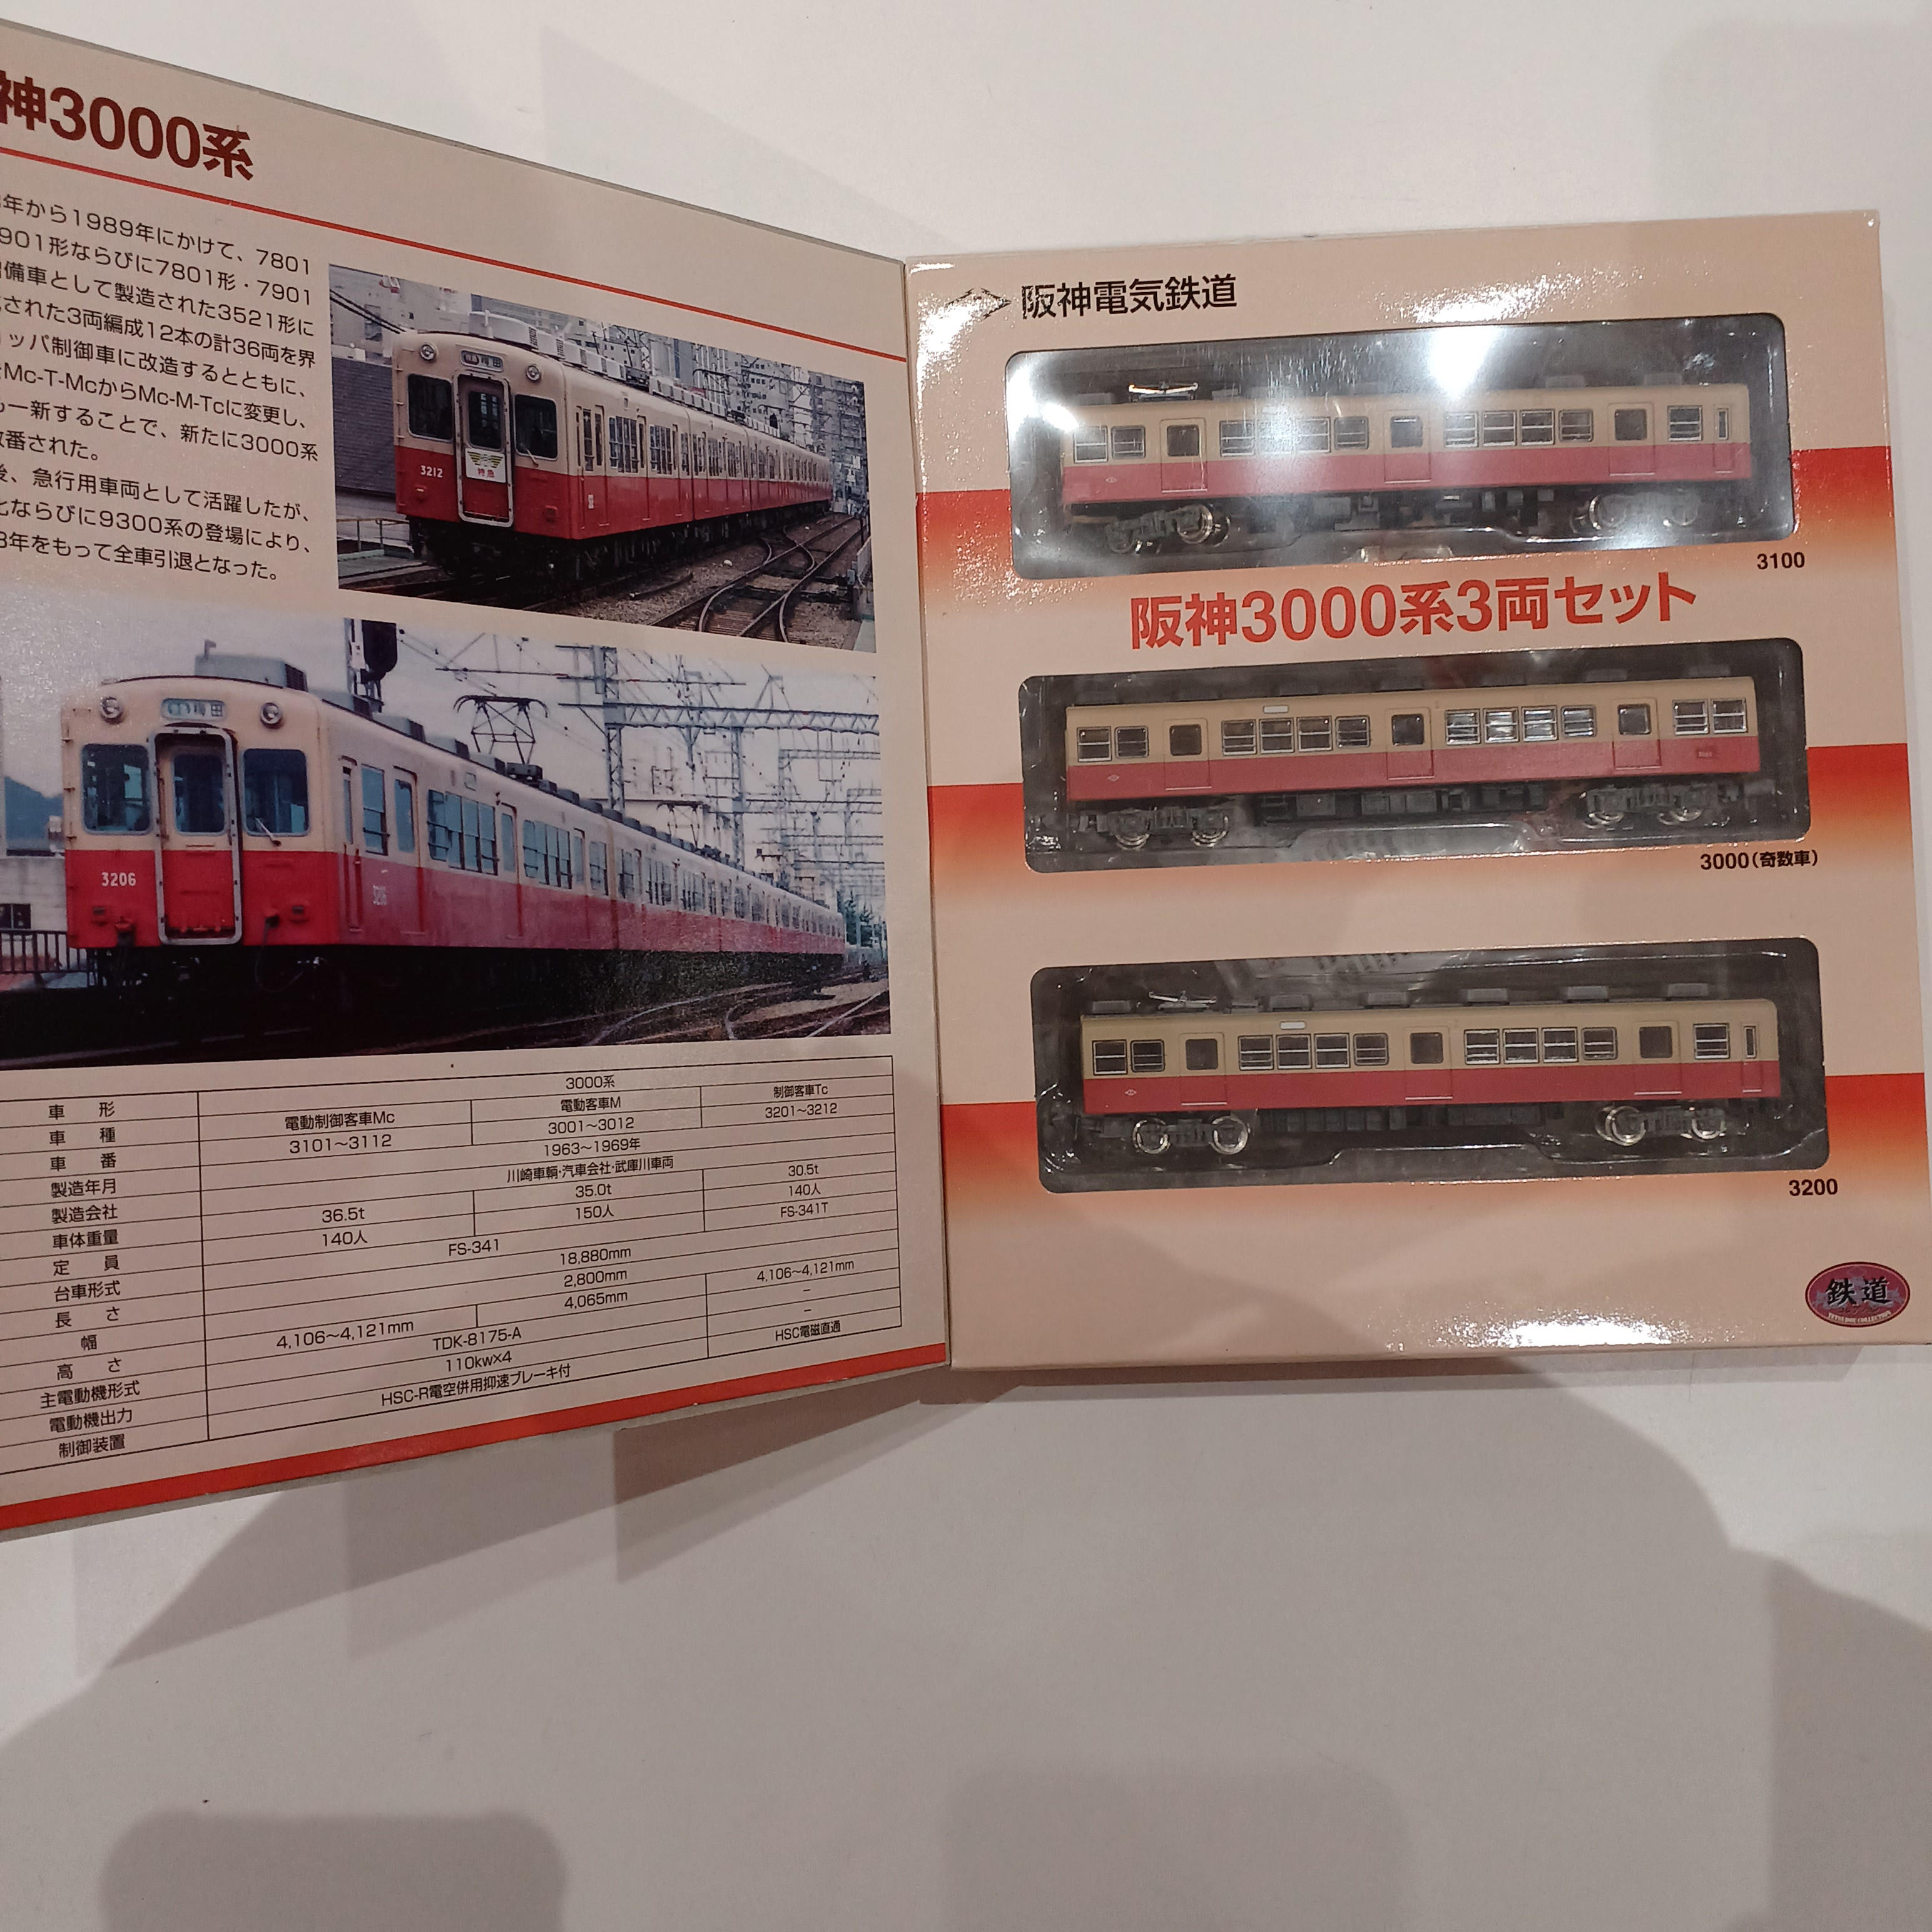 神3000系
年から1989年にかけて、7801
901形ならびに7801形・7901
備車として製造された3521形に
された3両編成12本の計36両を界
ッパ制御車に改造するとともに、
Mc-T-McからMc-M-Tcに変更し、
一新することで、新たに3000系
番された。
、急行用車両として活躍したが、
ならびに9300系の登場により、
3年をもって全車引退となった。
梅田
3212
特急
梅田
3206
3206
車形 3000系
車種 電動制御客車Mc 電動客車M 制御客車Tc
車番 3101～3112 3001～3012 3201～3212
製造年月 1963～1969年
製造会社 川崎車輌・汽車会社・武庫川車両
車体重量 36.5t 35.0t 30.5t
定員 140人 150人 140人
台車形式 FS-341 FS-341T
長さ 18,880mm
幅 2,800mm
高さ 4,106～4,121mm 4,065mm 4,106～4,121mm
主電動機形式 TDK-8175-A －
電動機出力 110kw×4 －
制御装置 HSC-R電空併用抑速ブレーキ付 HSC電磁直通
阪神電気鉄道
3100
阪神3000系3両セット
3000（奇数車）
3200
鉄道
コレクション
TETSUDOU COLLECTION